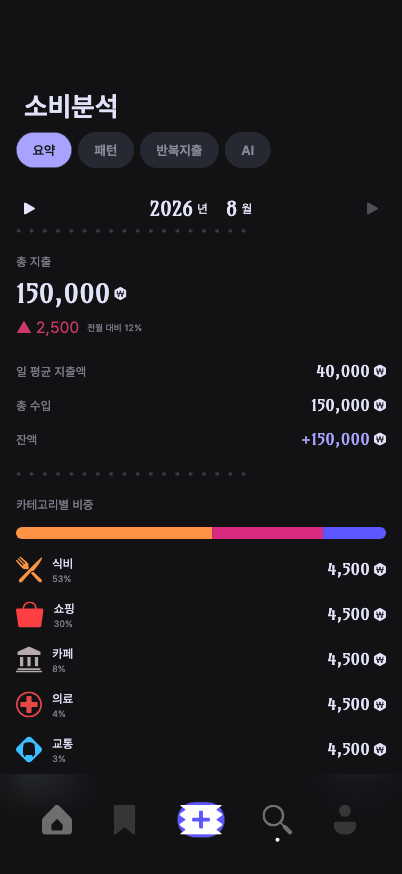 소비분석
요약 패턴 반복지출 AI
2026 년 8 월
총 지출
150,000 ₩
▲ 2,500 전월 대비 12%
일 평균 지출액 40,000 ₩
총 수입 150,000 ₩
잔액 +150,000 ₩
카테고리별 비중
식비 4,500 ₩
53%
쇼핑 4,500 ₩
30%
카페 4,500 ₩
8%
의료 4,500 ₩
4%
교통 4,500 ₩
3%